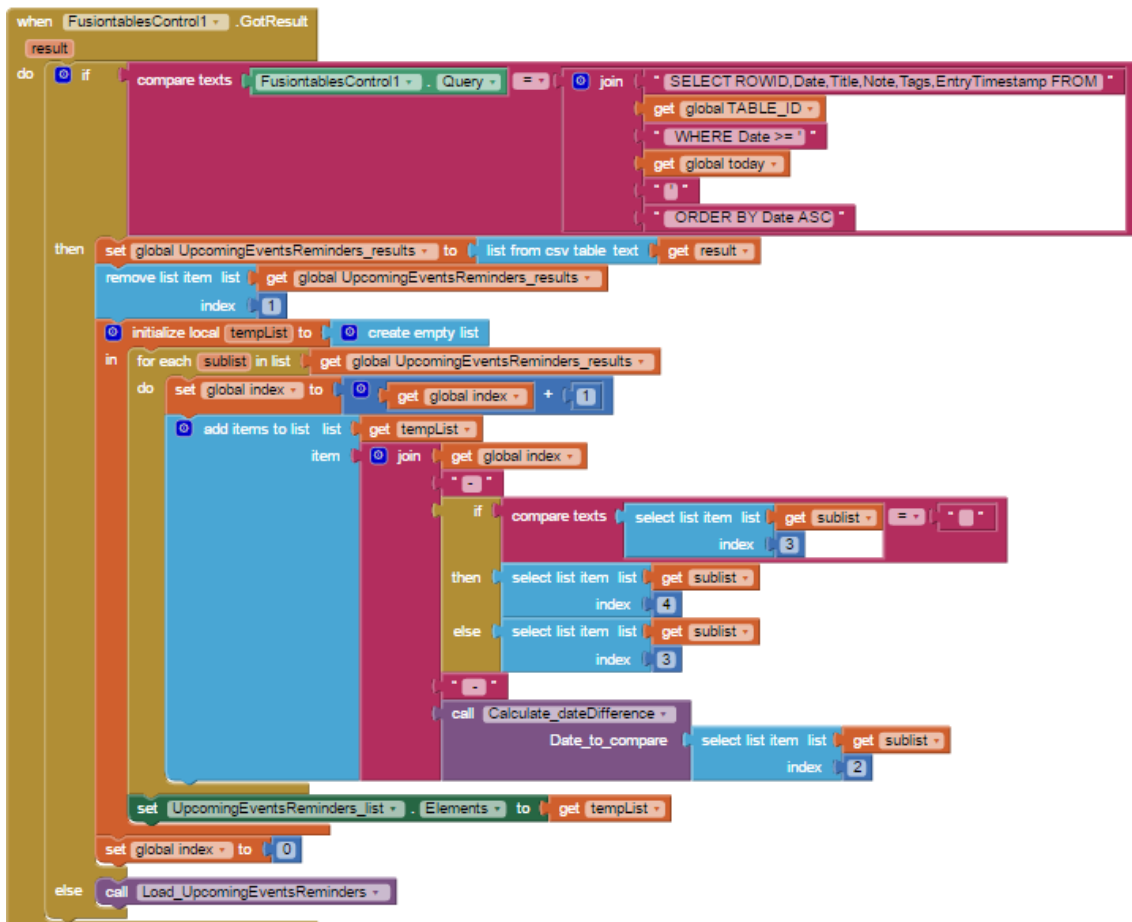 when FusiontablesControl1 .GotResult
result
do if compare texts FusiontablesControl1 . Query = join " SELECT ROWID,Date,Title,Note,Tags,EntryTimestamp FROM "
get global TABLE_ID
" WHERE Date >= ' "
get global today
" ' "
" ORDER BY Date ASC "
then set global UpcomingEventsReminders_results to list from csv table text get result
remove list item list get global UpcomingEventsReminders_results
index 1
initialize local tempList to create empty list
in for each sublist in list get global UpcomingEventsReminders_results
do set global index to get global index + 1
add items to list list get tempList
item join get global index
" - "
if compare texts select list item list get sublist = " "
index 3
then select list item list get sublist
index 4
else select list item list get sublist
index 3
" - "
call Calculate_dateDifference
Date_to_compare select list item list get sublist
index 2
set UpcomingEventsReminders_list . Elements to get tempList
set global index to 0
else call Load_UpcomingEventsReminders